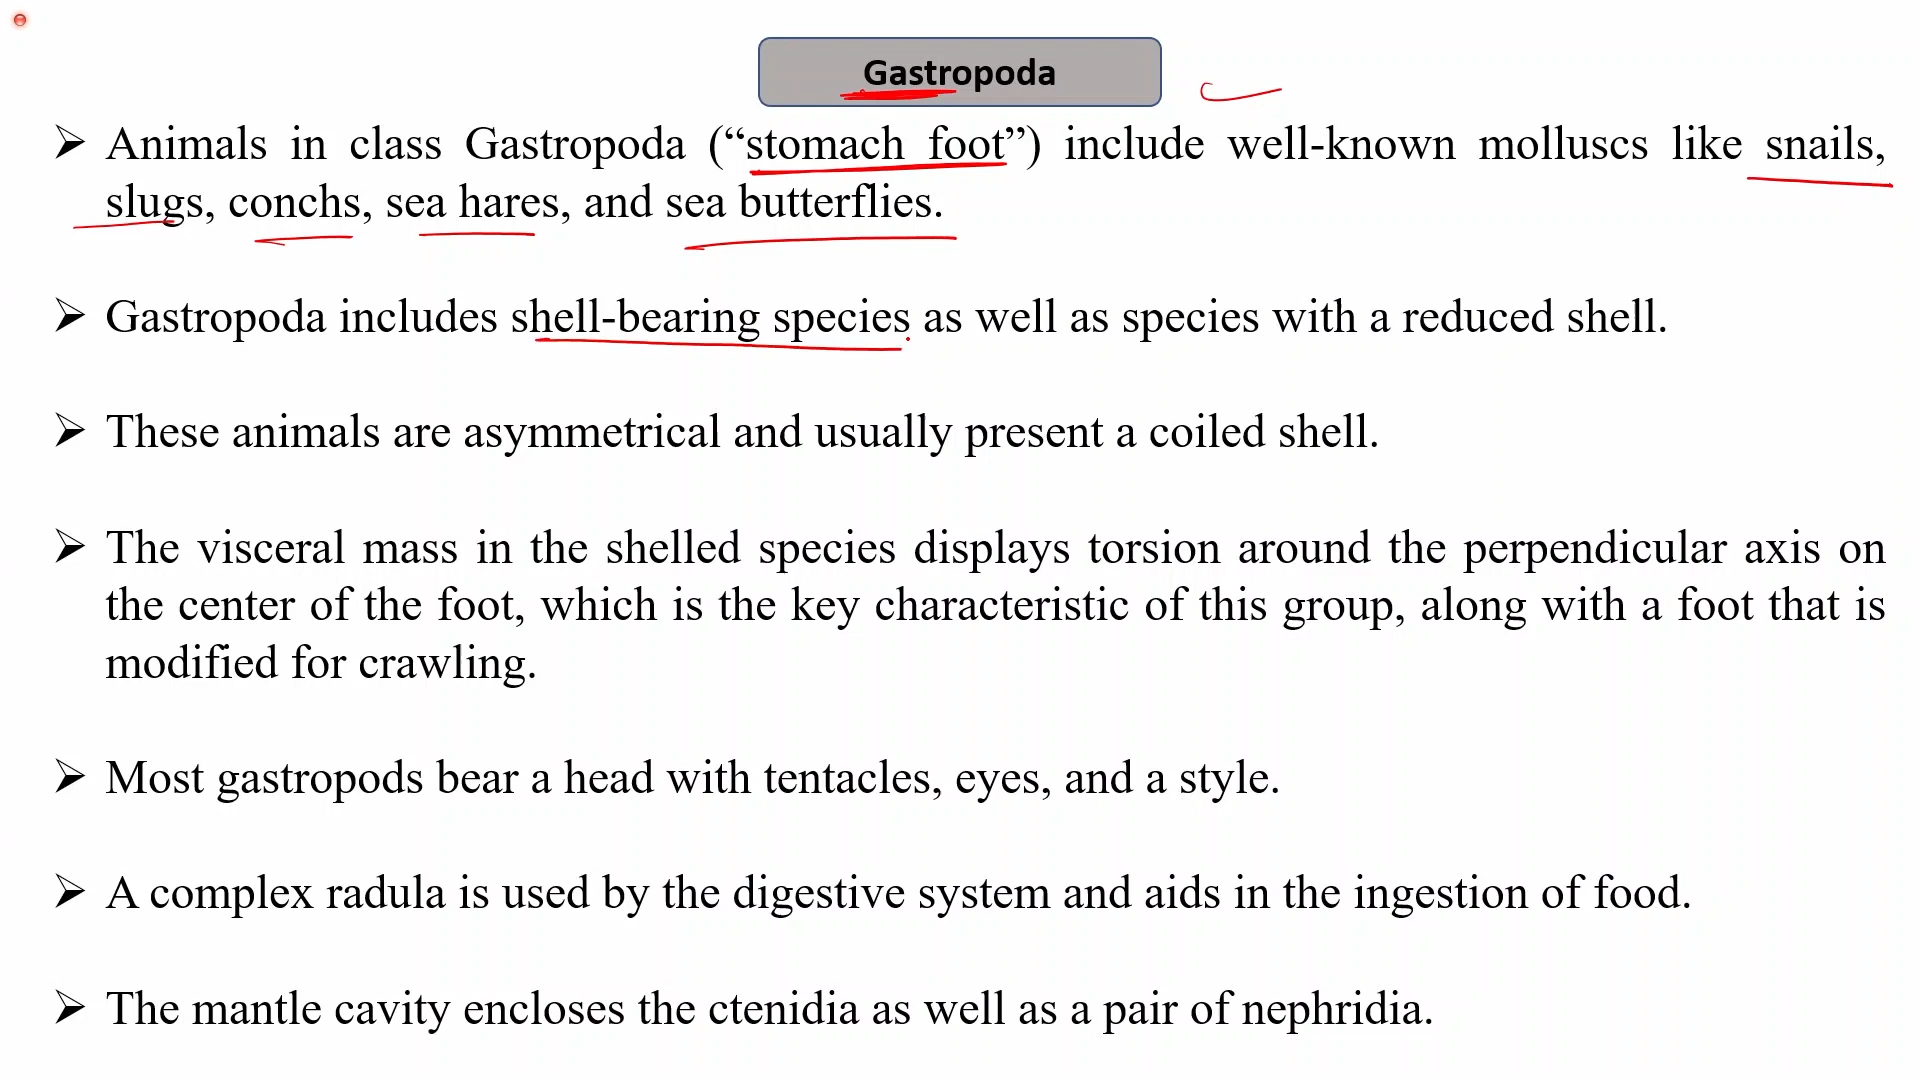 Gastropoda
➢ Animals in class Gastropoda (“stomach foot”) include well-known molluscs like snails,
slugs, conchs, sea hares, and sea butterflies.
➢ Gastropoda includes shell-bearing species as well as species with a reduced shell.
➢ These animals are asymmetrical and usually present a coiled shell.
➢ The visceral mass in the shelled species displays torsion around the perpendicular axis on
the center of the foot, which is the key characteristic of this group, along with a foot that is
modified for crawling.
➢ Most gastropods bear a head with tentacles, eyes, and a style.
➢ A complex radula is used by the digestive system and aids in the ingestion of food.
➢ The mantle cavity encloses the ctenidia as well as a pair of nephridia.